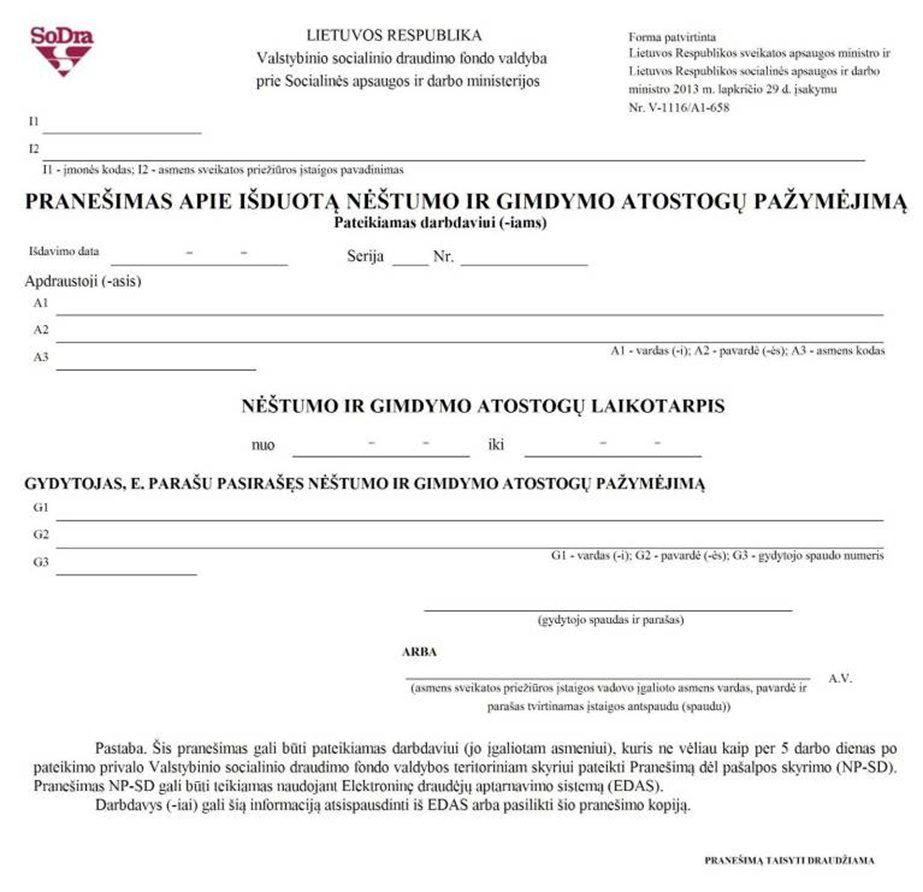 SoDra
LIETUVOS RESPUBLIKA
Valstybinio socialinio draudimo fondo valdyba
prie Socialinės apsaugos ir darbo ministerijos
Forma patvirtinta
Lietuvos Respublikos sveikatos apsaugos ministro ir
Lietuvos Respublikos socialinės apsaugos ir darbo
ministro 2013 m. lapkričio 29 d. įsakymu
Nr. V-1116/A1-658
I1
I2
I1 - įmonės kodas; I2 - asmens sveikatos priežiūros įstaigos pavadinimas
PRANEŠIMAS APIE IŠDUOTĄ NĖŠTUMO IR GIMDYMO ATOSTOGŲ PAŽYMĖJIMĄ
Pateikiamas darbdaviui (-iams)
Išdavimo data – – Serija Nr.
Apdraustoji (-asis)
A1
A2
A3 A1 - vardas (-i); A2 - pavardė (-ės); A3 - asmens kodas
NĖŠTUMO IR GIMDYMO ATOSTOGŲ LAIKOTARPIS
nuo – – iki – –
GYDYTOJAS, E. PARAŠU PASIRAŠĘS NĖŠTUMO IR GIMDYMO ATOSTOGŲ PAŽYMĖJIMĄ
G1
G2
G3 G1 - vardas (-i); G2 - pavardė (-ės); G3 - gydytojo spaudo numeris
(gydytojo spaudas ir parašas)
ARBA
A.V.
(asmens sveikatos priežiūros įstaigos vadovo įgalioto asmens vardas, pavardė ir
parašas tvirtinamas įstaigos antspaudu (spaudu))
Pastaba. Šis pranešimas gali būti pateikiamas darbdaviui (jo įgaliotam asmeniui), kuris ne vėliau kaip per 5 darbo dienas po
pateikimo privalo Valstybinio socialinio draudimo fondo valdybos teritoriniam skyriui pateikti Pranešimą dėl pašalpos skyrimo (NP-SD).
Pranešimas NP-SD gali būti teikiamas naudojant Elektroninę draudėjų aptarnavimo sistemą (EDAS).
Darbdavys (-iai) gali šią informaciją atsispausdinti iš EDAS arba pasilikti šio pranešimo kopiją.
PRANEŠIMĄ TAISYTI DRAUDŽIAMA